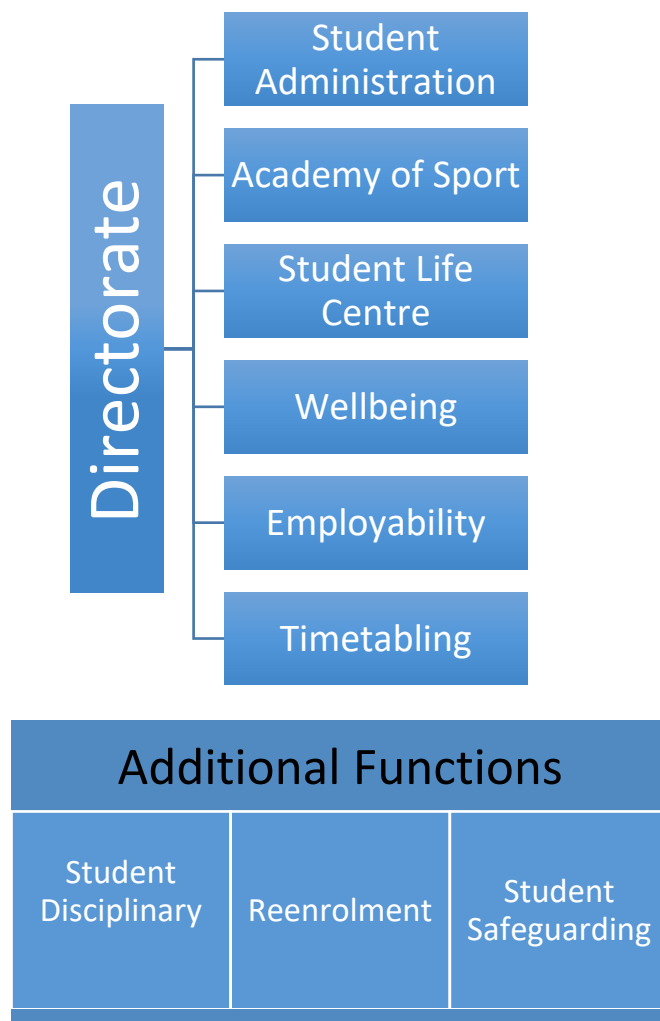 Student
Administration
Academy of Sport
Directorate
Student Life
Centre
Wellbeing
Employability
Timetabling
Additional Functions
Student
Disciplinary
Reenrolment
Student
Safeguarding